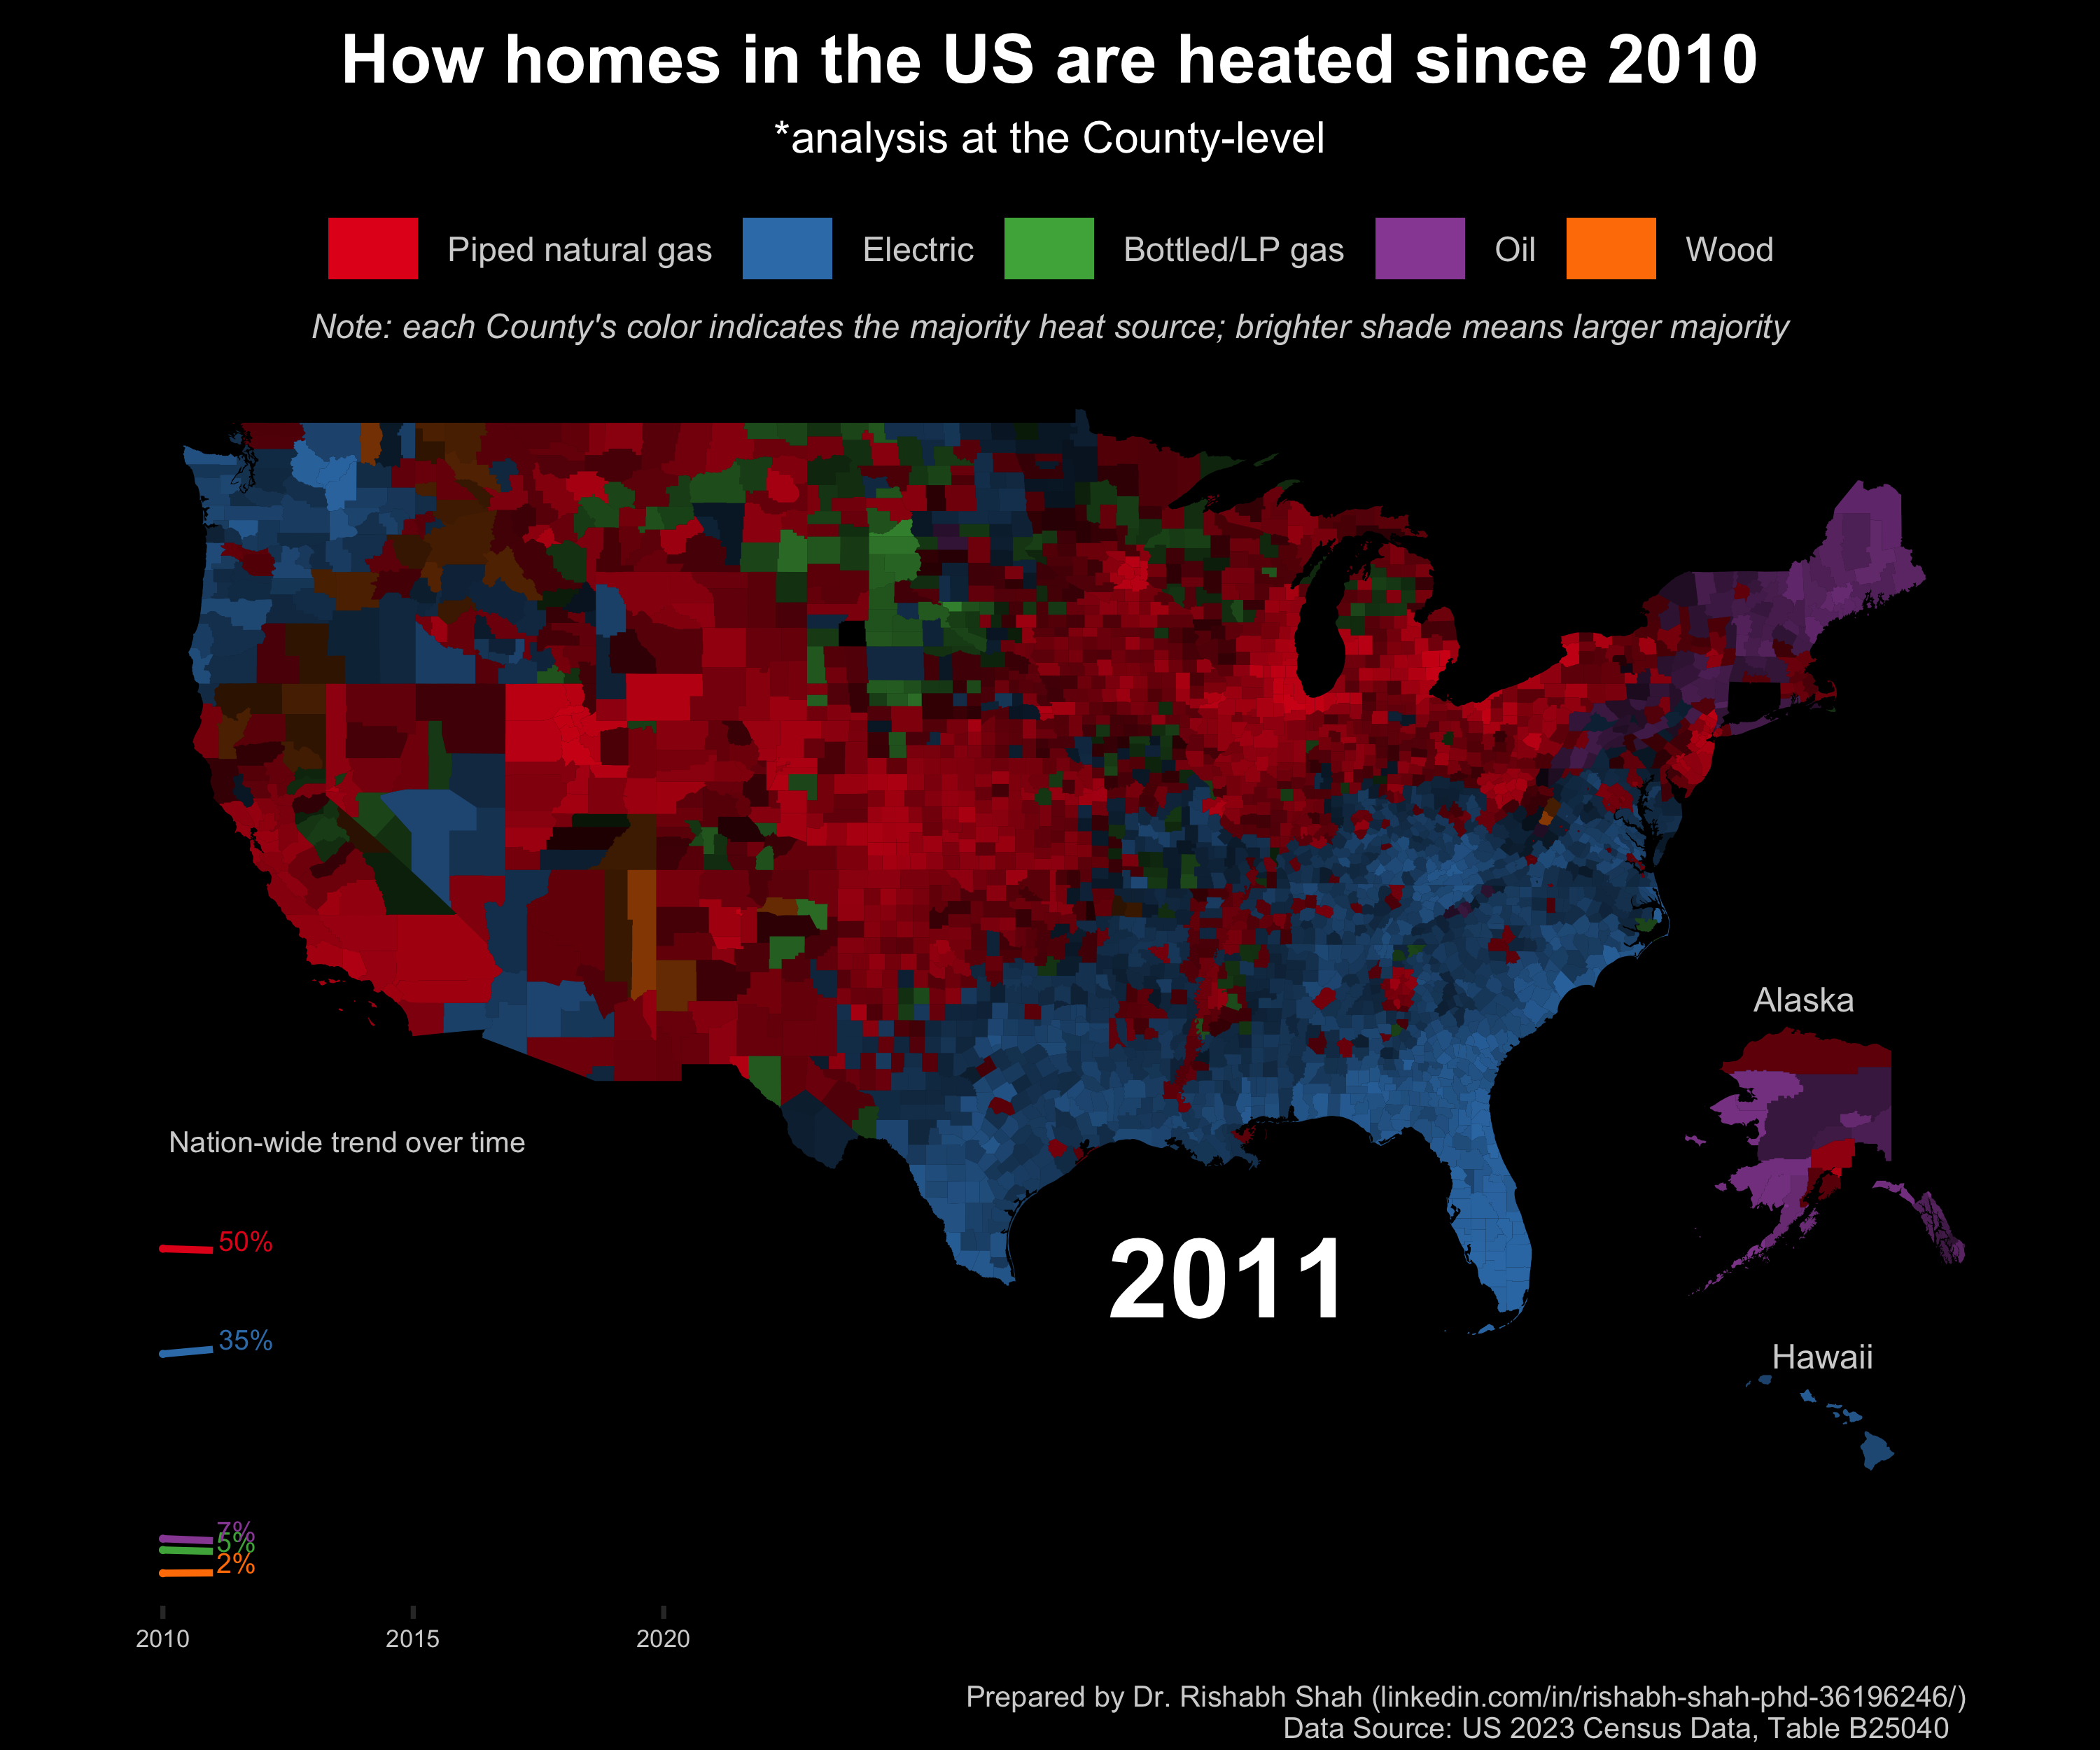 How homes in the US are heated since 2010
*analysis at the County-level
Piped natural gas Electric Bottled/LP gas Oil Wood
Note: each County's color indicates the majority heat source; brighter shade means larger majority
Alaska
Nation-wide trend over time
50%
2011
35%
Hawaii
7%
5%
2%
2010 2015 2020
Prepared by Dr. Rishabh Shah (linkedin.com/in/rishabh-shah-phd-36196246/)
Data Source: US 2023 Census Data, Table B25040